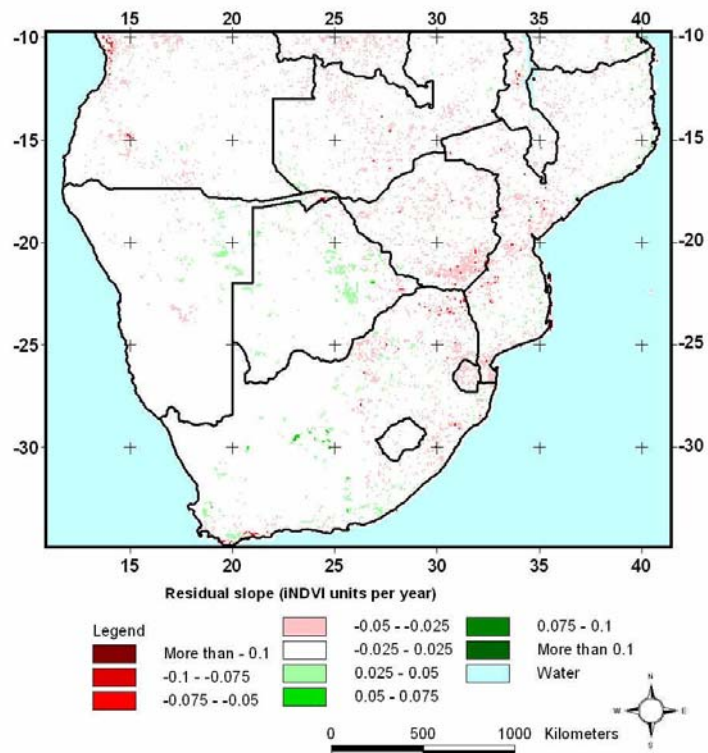 15 20 25 30 35 40
-10 -10
-15 -15
-20 -20
-25 -25
-30 -30
15 20 25 30 35 40
Residual slope (iNDVI units per year)
Legend
More than - 0.1
-0.1 - -0.075
-0.075 - -0.05
-0.05 - -0.025
-0.025 - 0.025
0.025 - 0.05
0.05 - 0.075
0.075 - 0.1
More than 0.1
Water
N
W E
S
0 500 1000 Kilometers